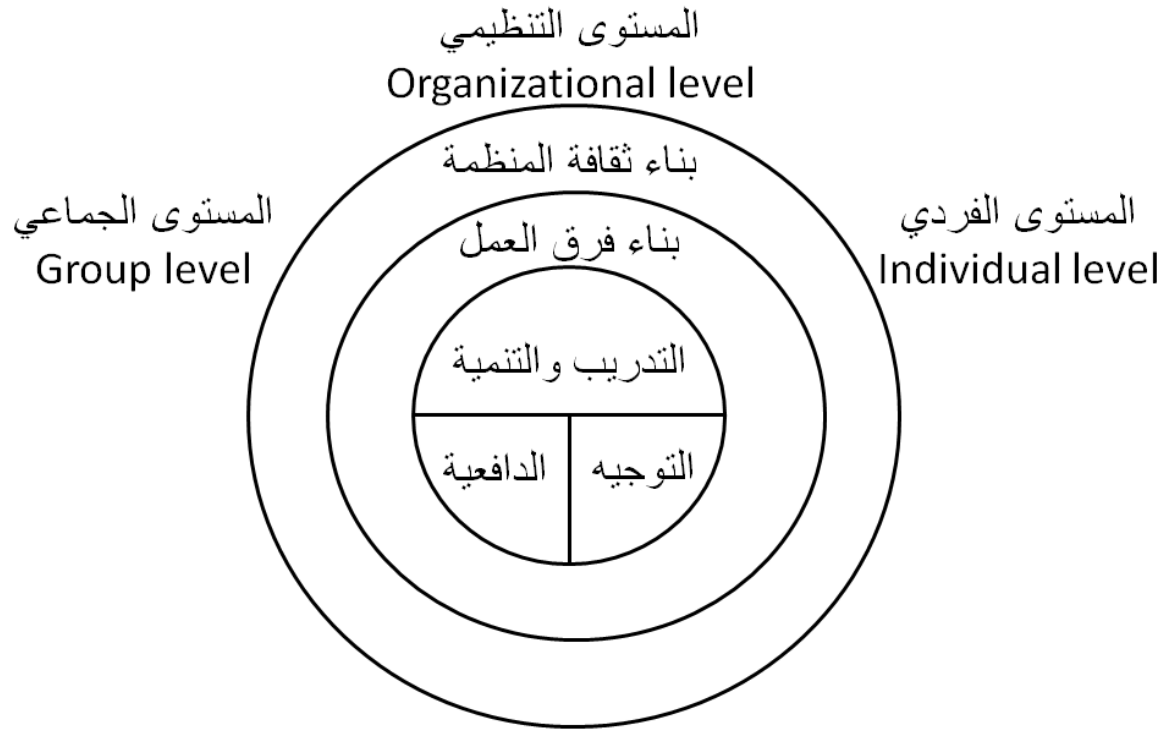 المستوى التنظيمي
Organizational level
بناء ثقافة المنظمة
المستوى الفردي
Individual level
المستوى الجماعي
Group level
بناء فرق العمل
التدريب والتنمية
التوجيه
الدافعية